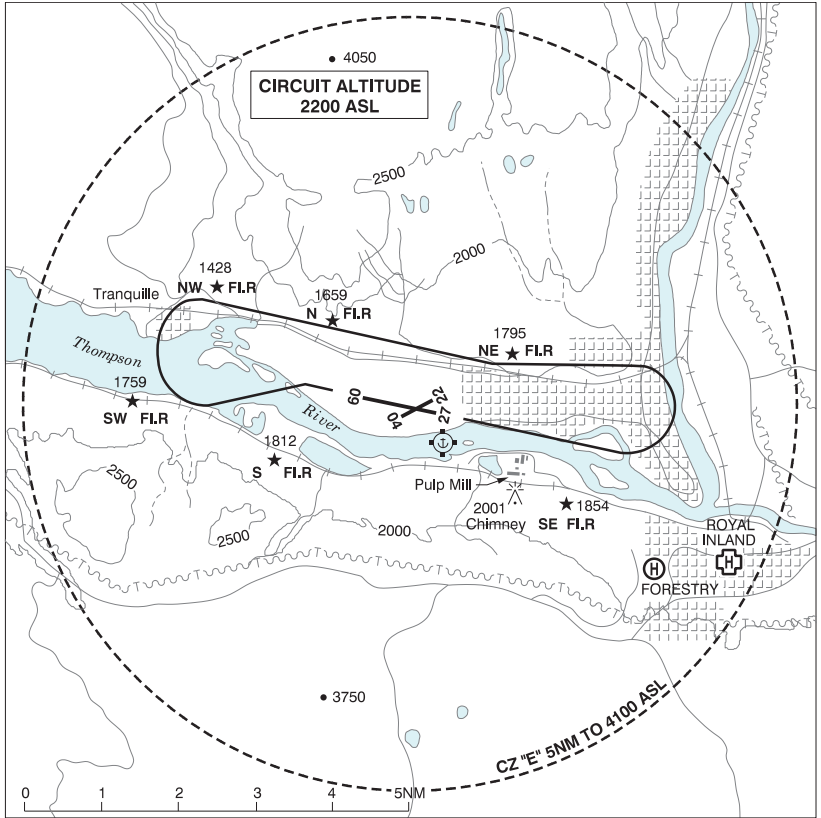 4050
CIRCUIT ALTITUDE
2200 ASL
2500
2000
1428
NW Fl.R
Tranquille
1659
N Fl.R
1795
NE Fl.R
Thompson
River
1759
SW Fl.R
09
04
22
27
1812
S Fl.R
2500
2500
2000
Pulp Mill
2001
Chimney
1854
SE Fl.R
ROYAL
INLAND
H
H
FORESTRY
3750
CZ "E" 5NM TO 4100 ASL
0 1 2 3 4 5NM